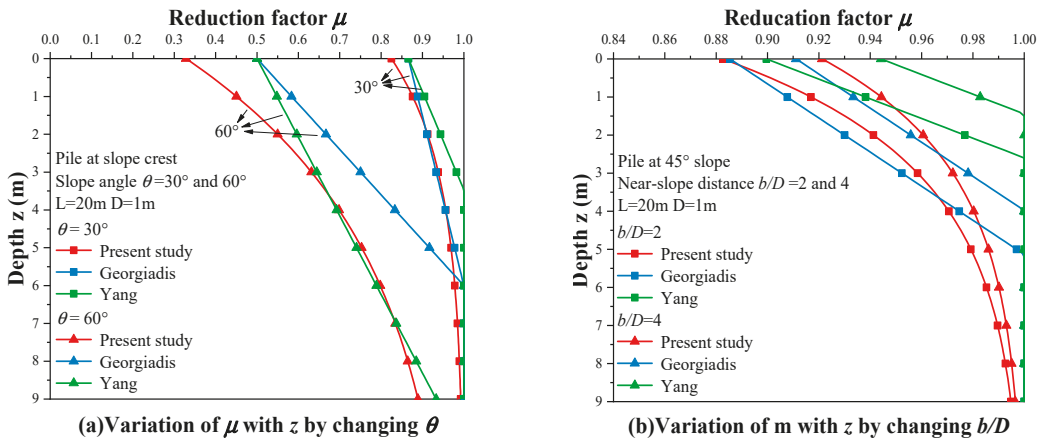 Reduction factor μ
0.0 0.1 0.2 0.3 0.4 0.5 0.6 0.7 0.8 0.9 1.0
Depth z (m)
0
1
2
3
4
5
6
7
8
9
30°
60°
Pile at slope crest
Slope angle θ=30° and 60°
L=20m D=1m
θ = 30°
Present study
Georgiadis
Yang
θ = 60°
Present study
Georgiadis
Yang
(a)Variation of μ with z by changing θ
Reducation factor μ
0.84 0.86 0.88 0.90 0.92 0.94 0.96 0.98 1.00
Depth z (m)
0
1
2
3
4
5
6
7
8
9
Pile at 45° slope
Near-slope distance b/D =2 and 4
L=20m D=1m
b/D=2
Present study
Georgiadis
Yang
b/D=4
Present study
Georgiadis
Yang
(b)Variation of m with z by changing b/D